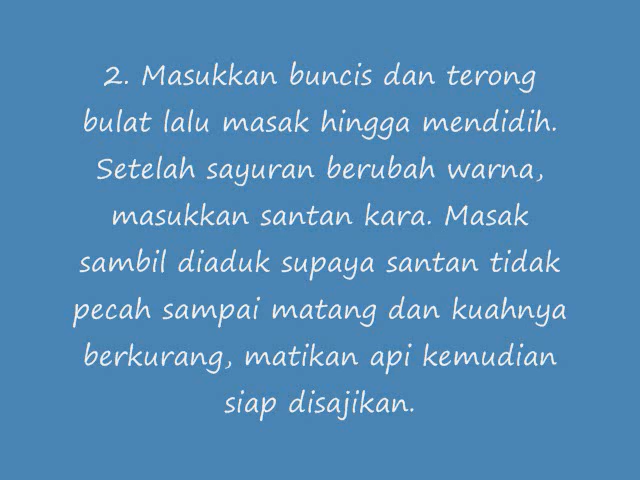 2. Masukkan buncis dan terong
bulat lalu masak hingga mendidih.
Setelah sayuran berubah warna,
masukkan santan kara. Masak
sambil diaduk supaya santan tidak
pecah sampai matang dan kuahnya
berkurang, matikan api kemudian
siap disajikan.